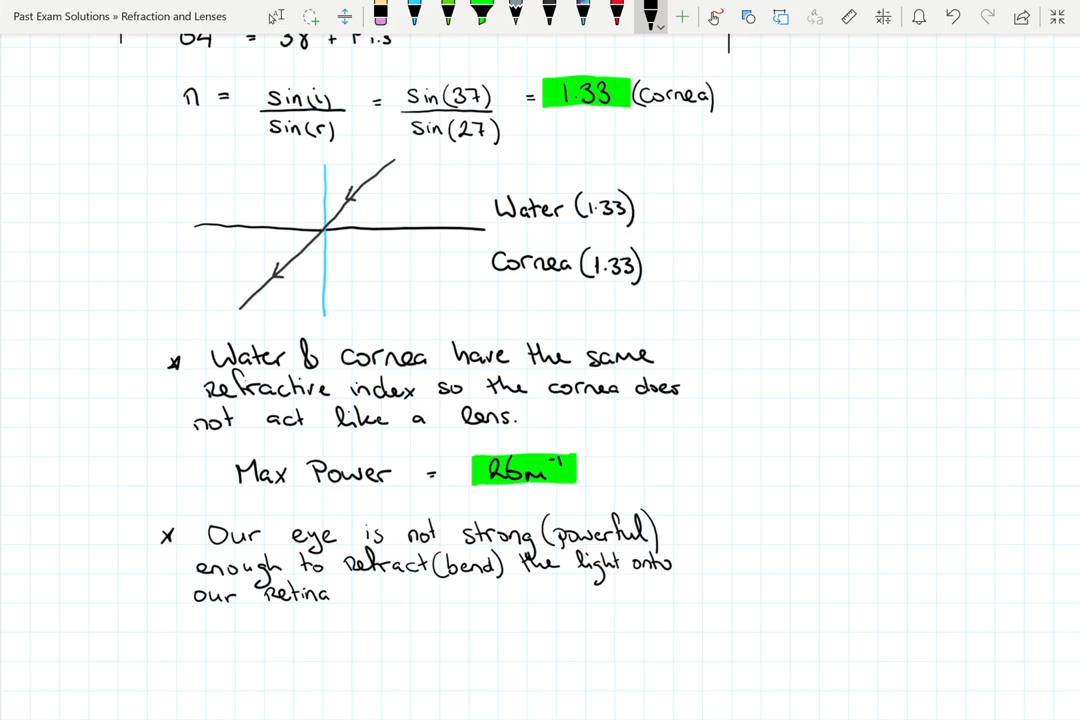 Past Exam Solutions » Refraction and Lenses
64 = 38 +
n = sin(i) / sin(r) = sin(37) / sin(27) = 1.33 (cornea)
Water (1.33)
Cornea (1.33)
* Water & cornea have the same
refractive index so the cornea does
not act like a lens.
Max Power = 26m⁻¹
* Our eye is not strong (powerful)
enough to refract (bend) the light onto
our retina